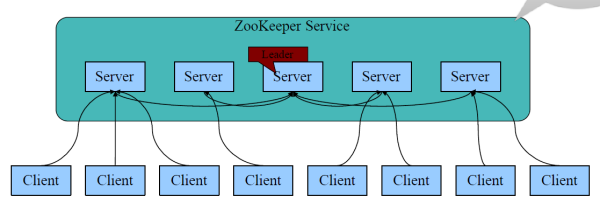 ZooKeeper Service
Leader
Server Server Server Server Server
Client Client Client Client Client Client Client Client